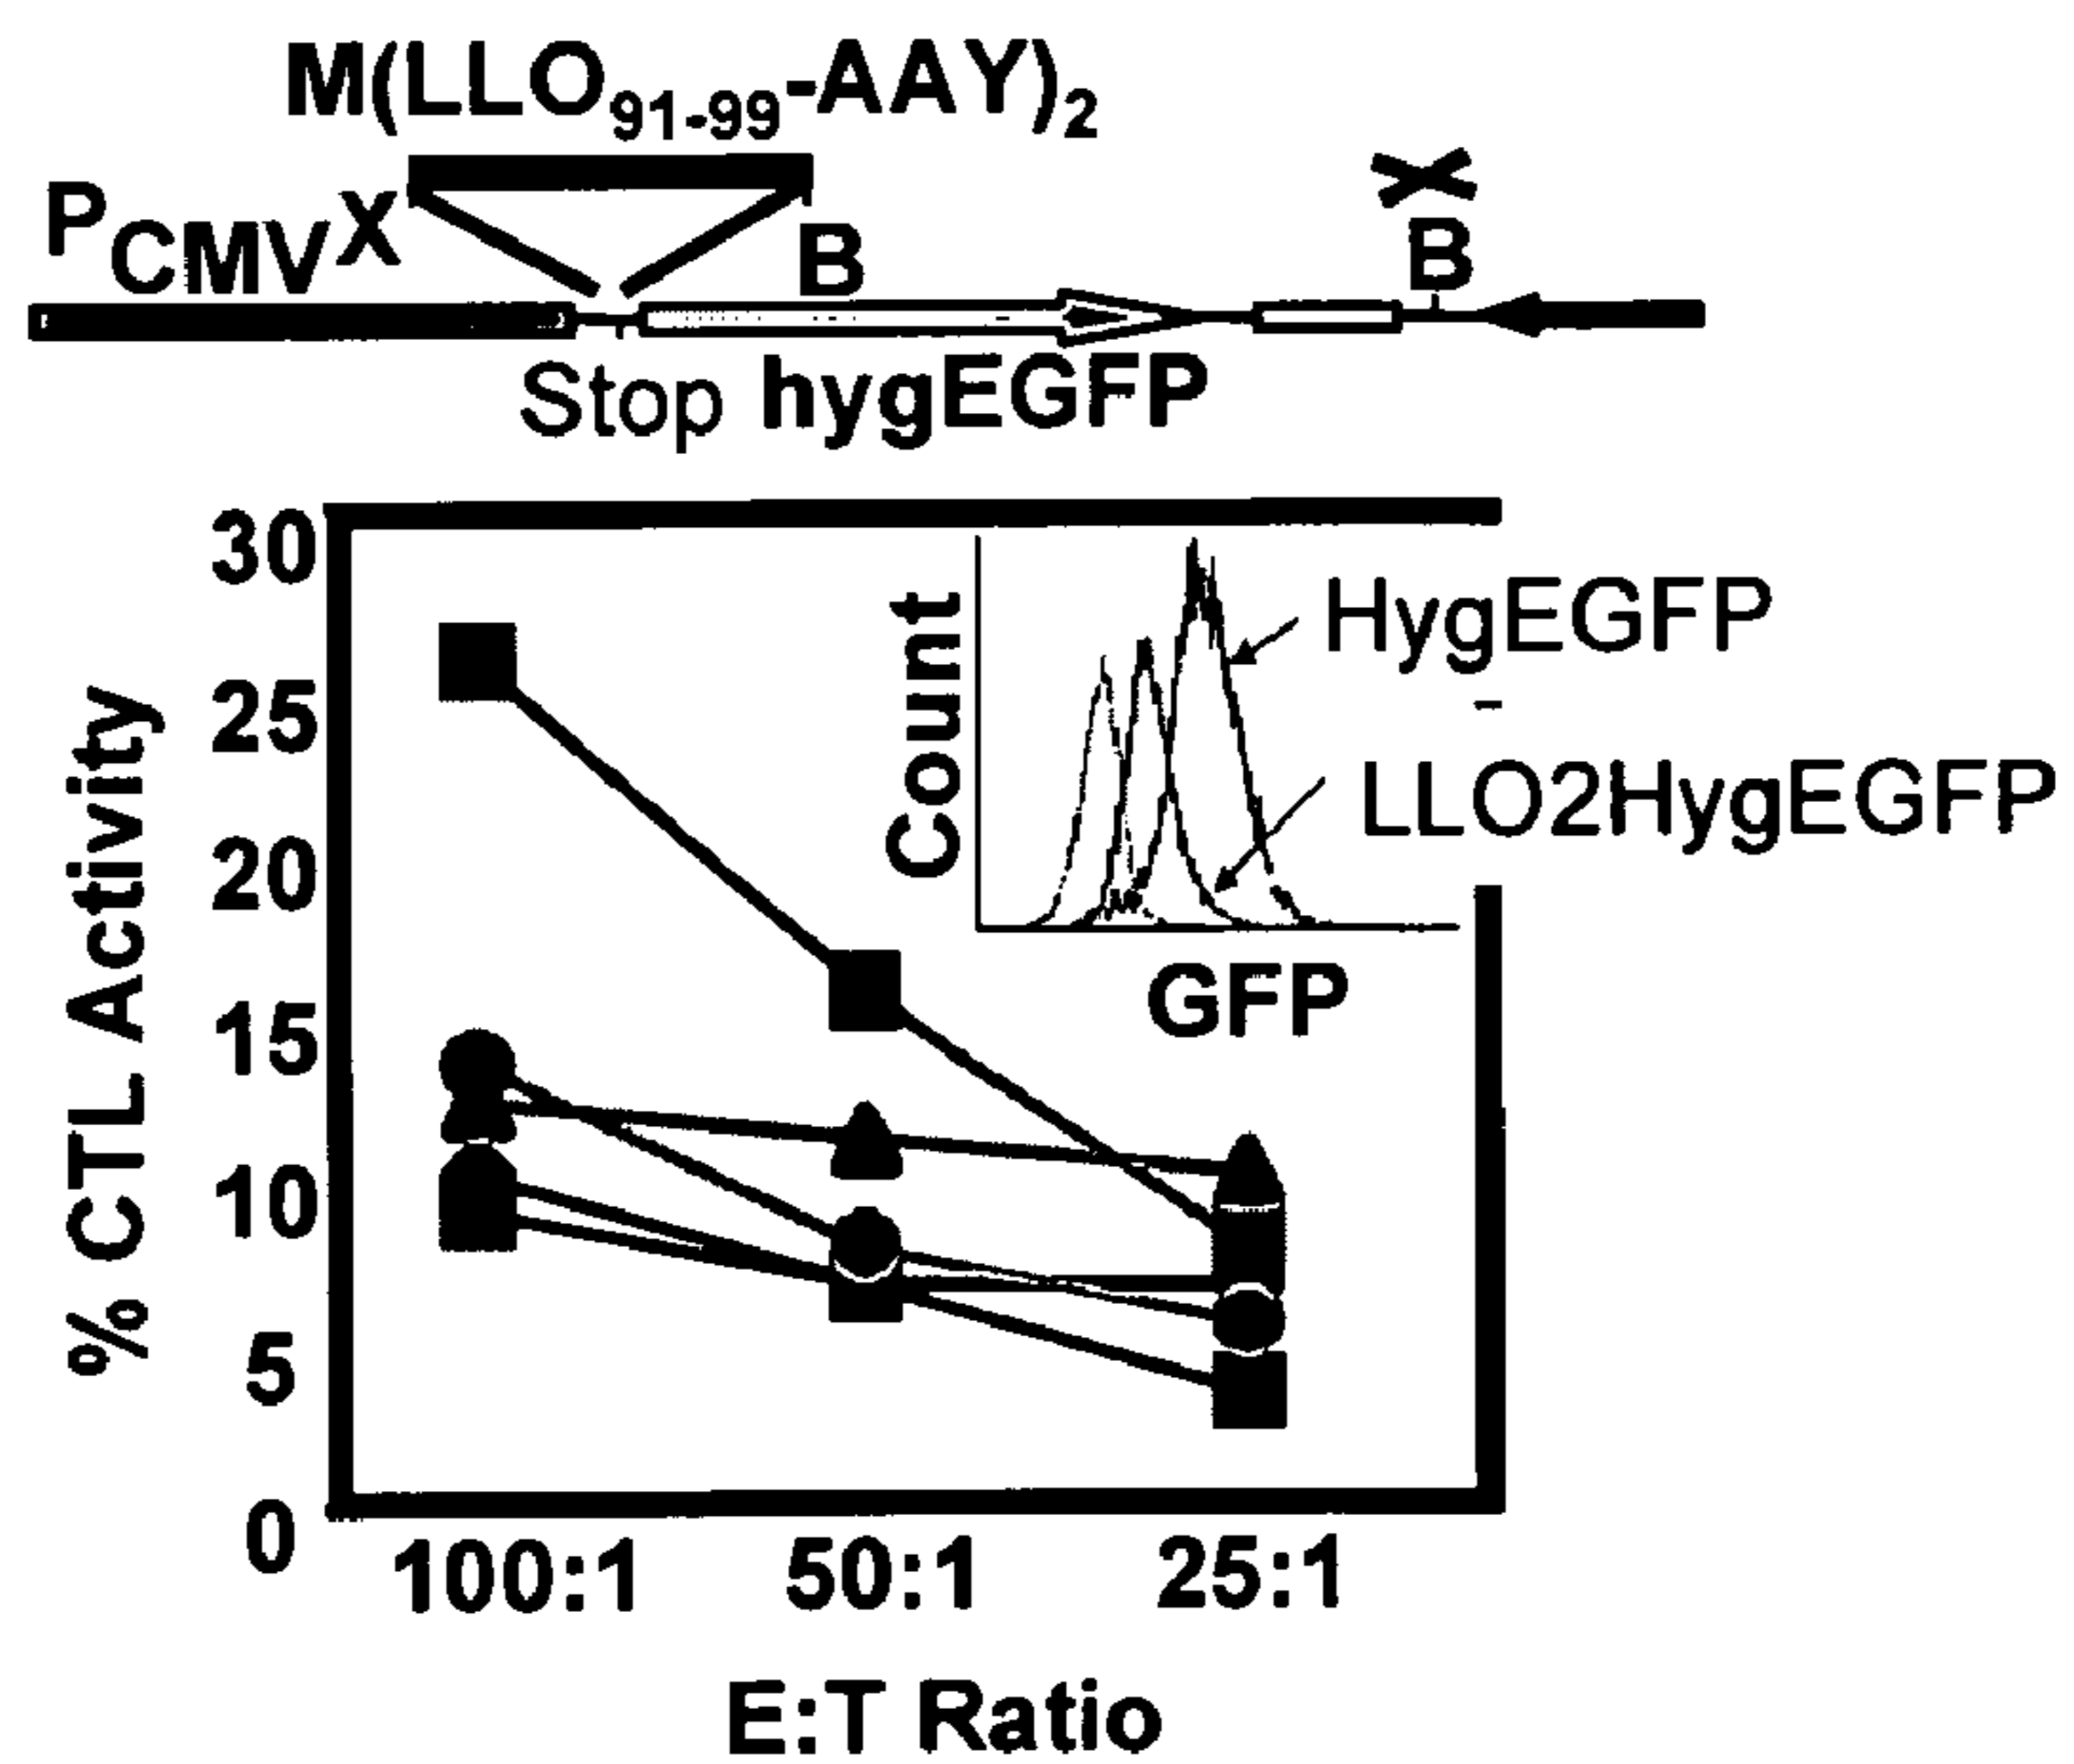 M(LLO91-99-AAY)2
PCMV X B X
B
Stop hygEGFP
30
25
20
15
10
5
0
% CTL Activity
Count
HygEGFP
LLO2HygEGFP
GFP
100:1 50:1 25:1
E:T Ratio